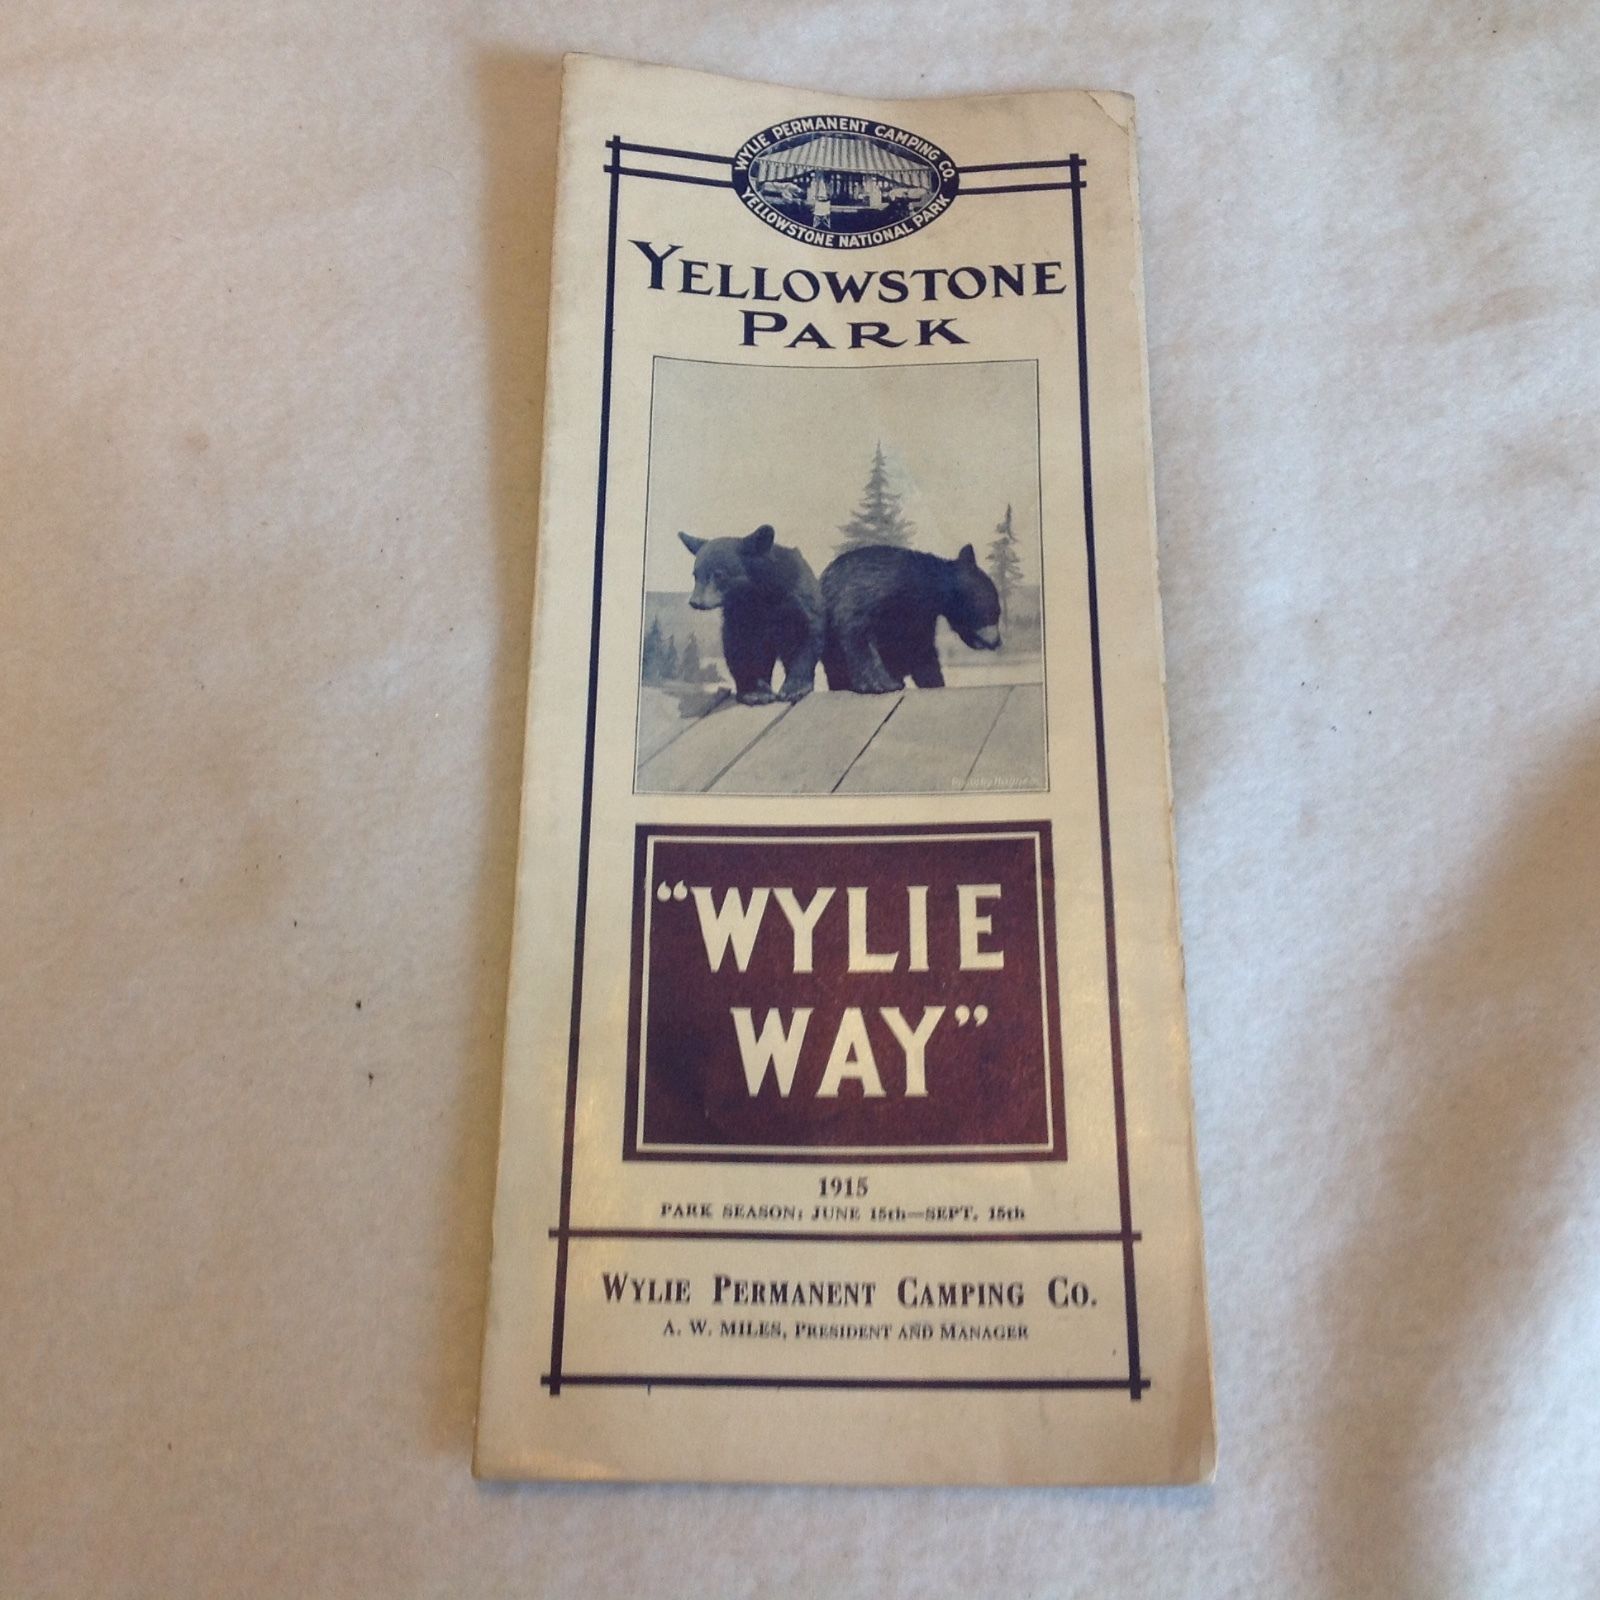 WYLIE PERMANENT CAMPING CO.
YELLOWSTONE NATIONAL PARK
YELLOWSTONE
PARK
"WYLIE
WAY"
1915
PARK SEASON: JUNE 15th—SEPT. 15th
WYLIE PERMANENT CAMPING CO.
A. W. MILES, PRESIDENT AND MANAGER